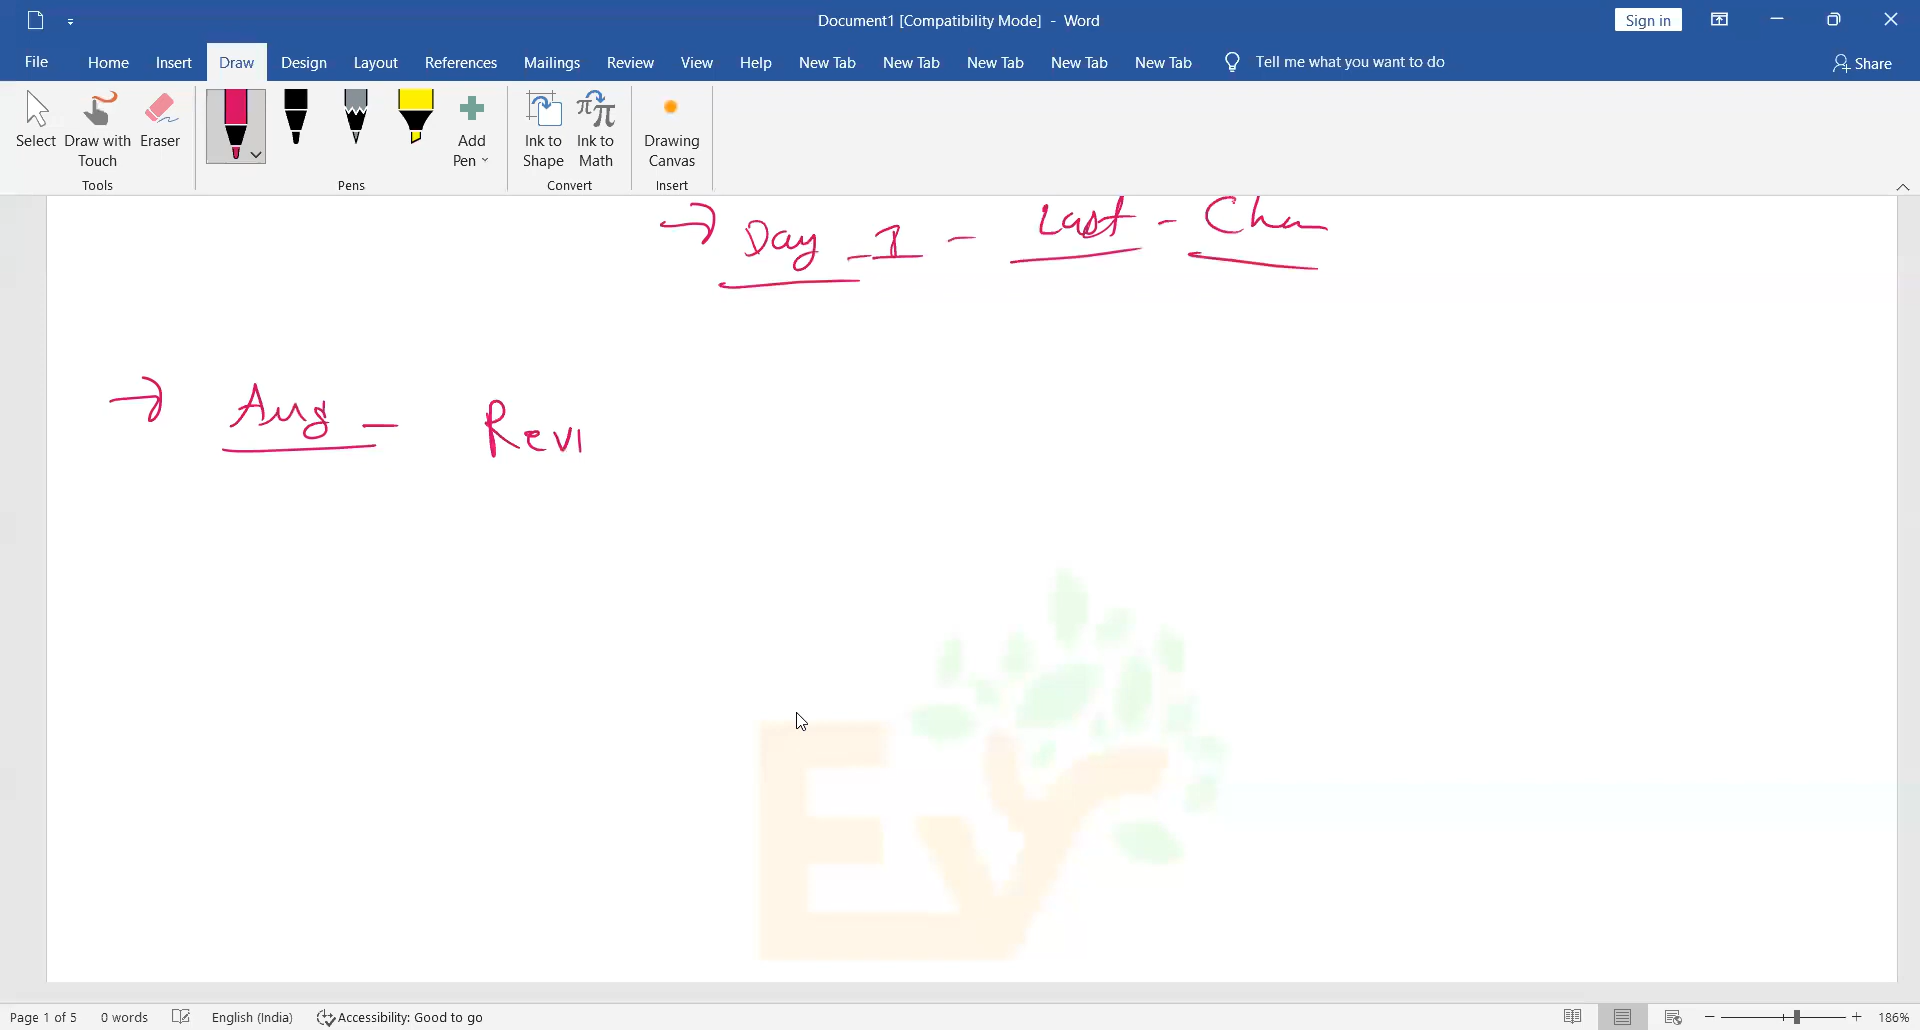 Document1 [Compatibility Mode] - Word
Sign in
File Home Insert Draw Design Layout References Mailings Review View Help New Tab New Tab New Tab New Tab New Tab Tell me what you want to do Share
Select Draw with Touch Eraser Add Pen Ink to Shape Ink to Math Drawing Canvas
Tools Pens Convert Insert
→ Day - 1 - Last - Cha
→ Aug - Revi
EY
Page 1 of 5 0 words English (India) Accessibility: Good to go 186%